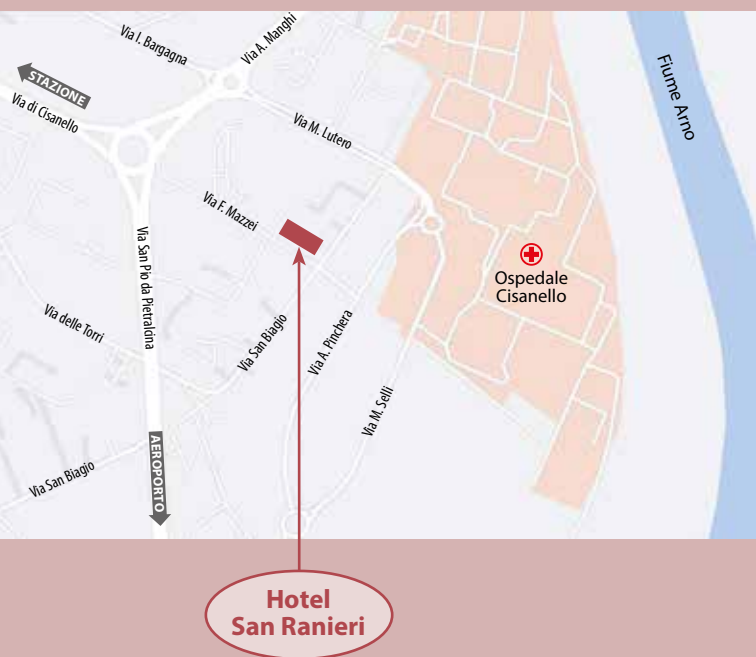 Via I. Bargagna
Via A. Manghi
STAZIONE
Via di Cisanello
Fiume Arno
Via M. Lutero
Via F. Mazzei
Via San Pio da Pietralcina
Ospedale
Cisanello
Via delle Torri
Via San Biagio
Via A. Pinchera
Via M. Selli
AEROPORTO
Via San Biagio
Hotel
San Ranieri